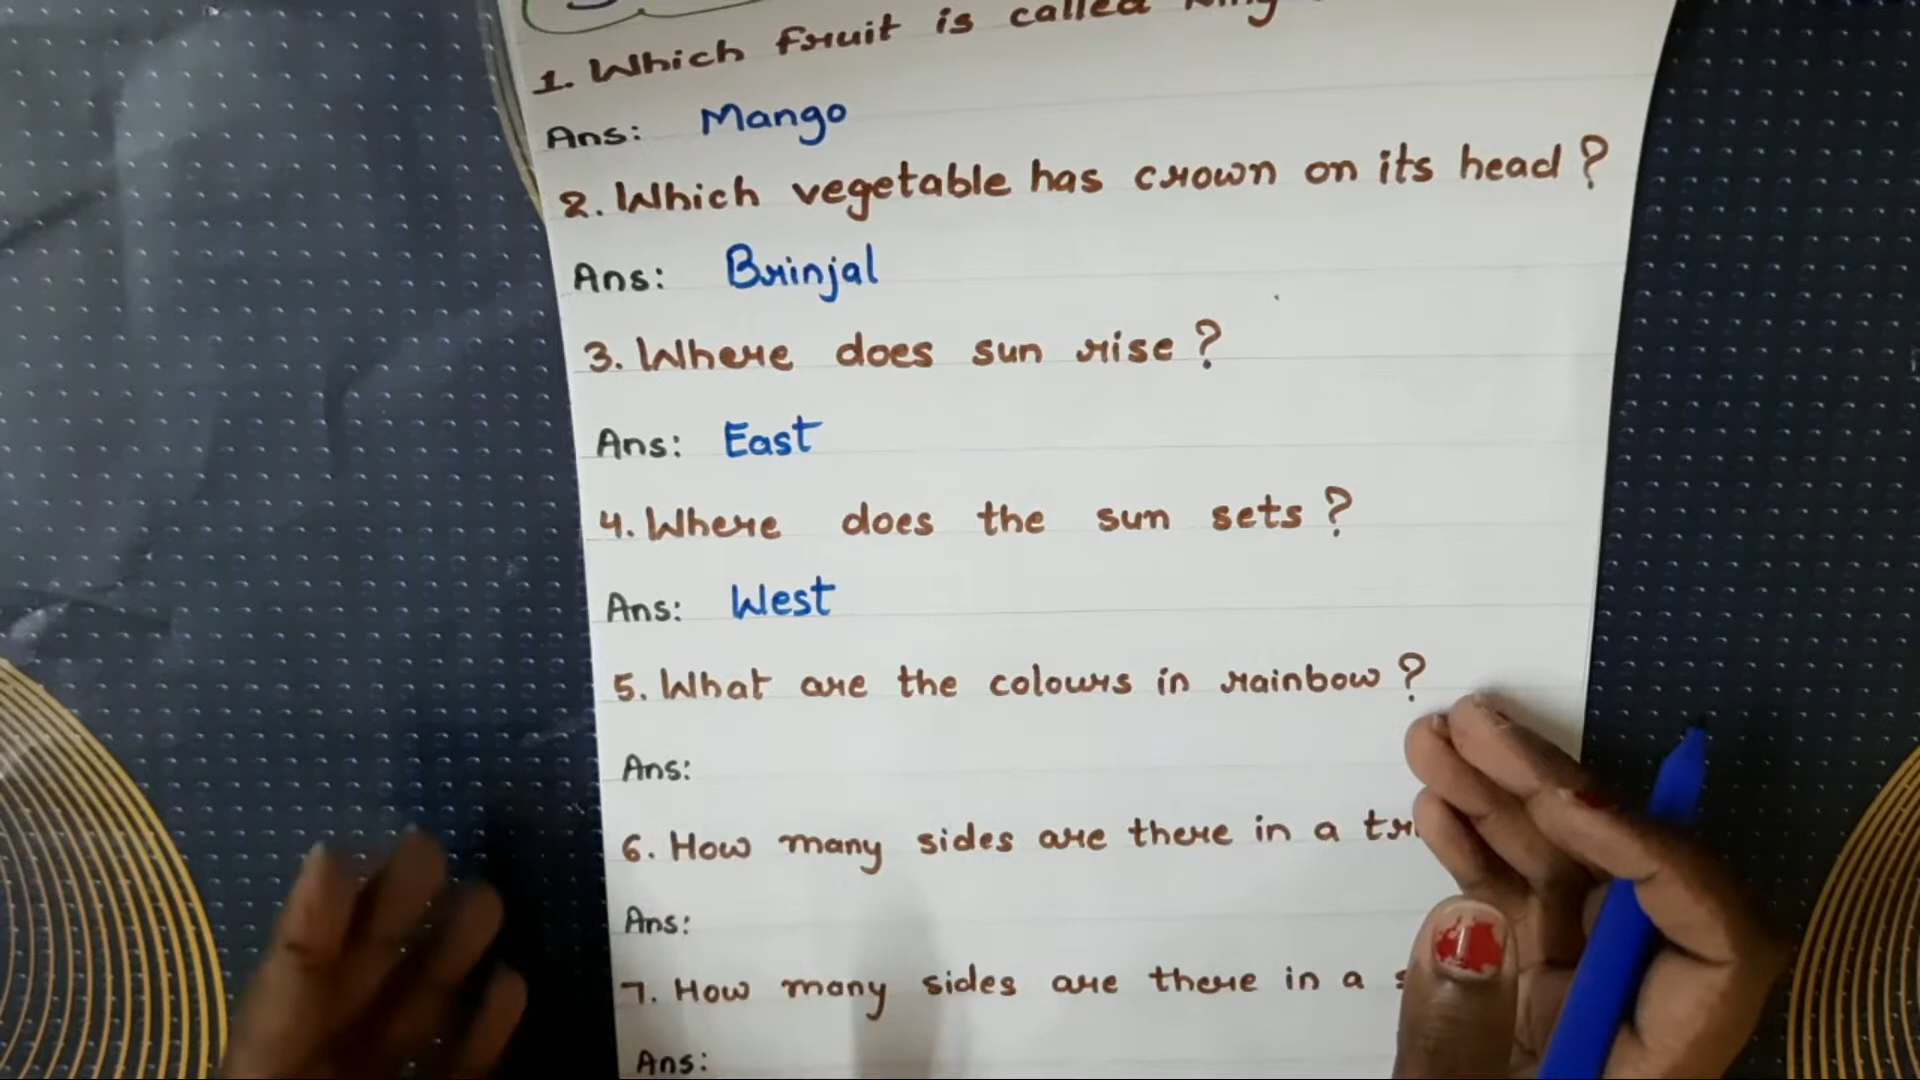 1. Which fruit is called King
Ans: Mango
2. Which vegetable has crown on its head ?
Ans: Brinjal
3. Where does sun rise ?
Ans: East
4. Where does the sun sets ?
Ans: West
5. What are the colours in rainbow ?
Ans:
6. How many sides are there in a
Ans:
7. How many sides are there in a
Ans: